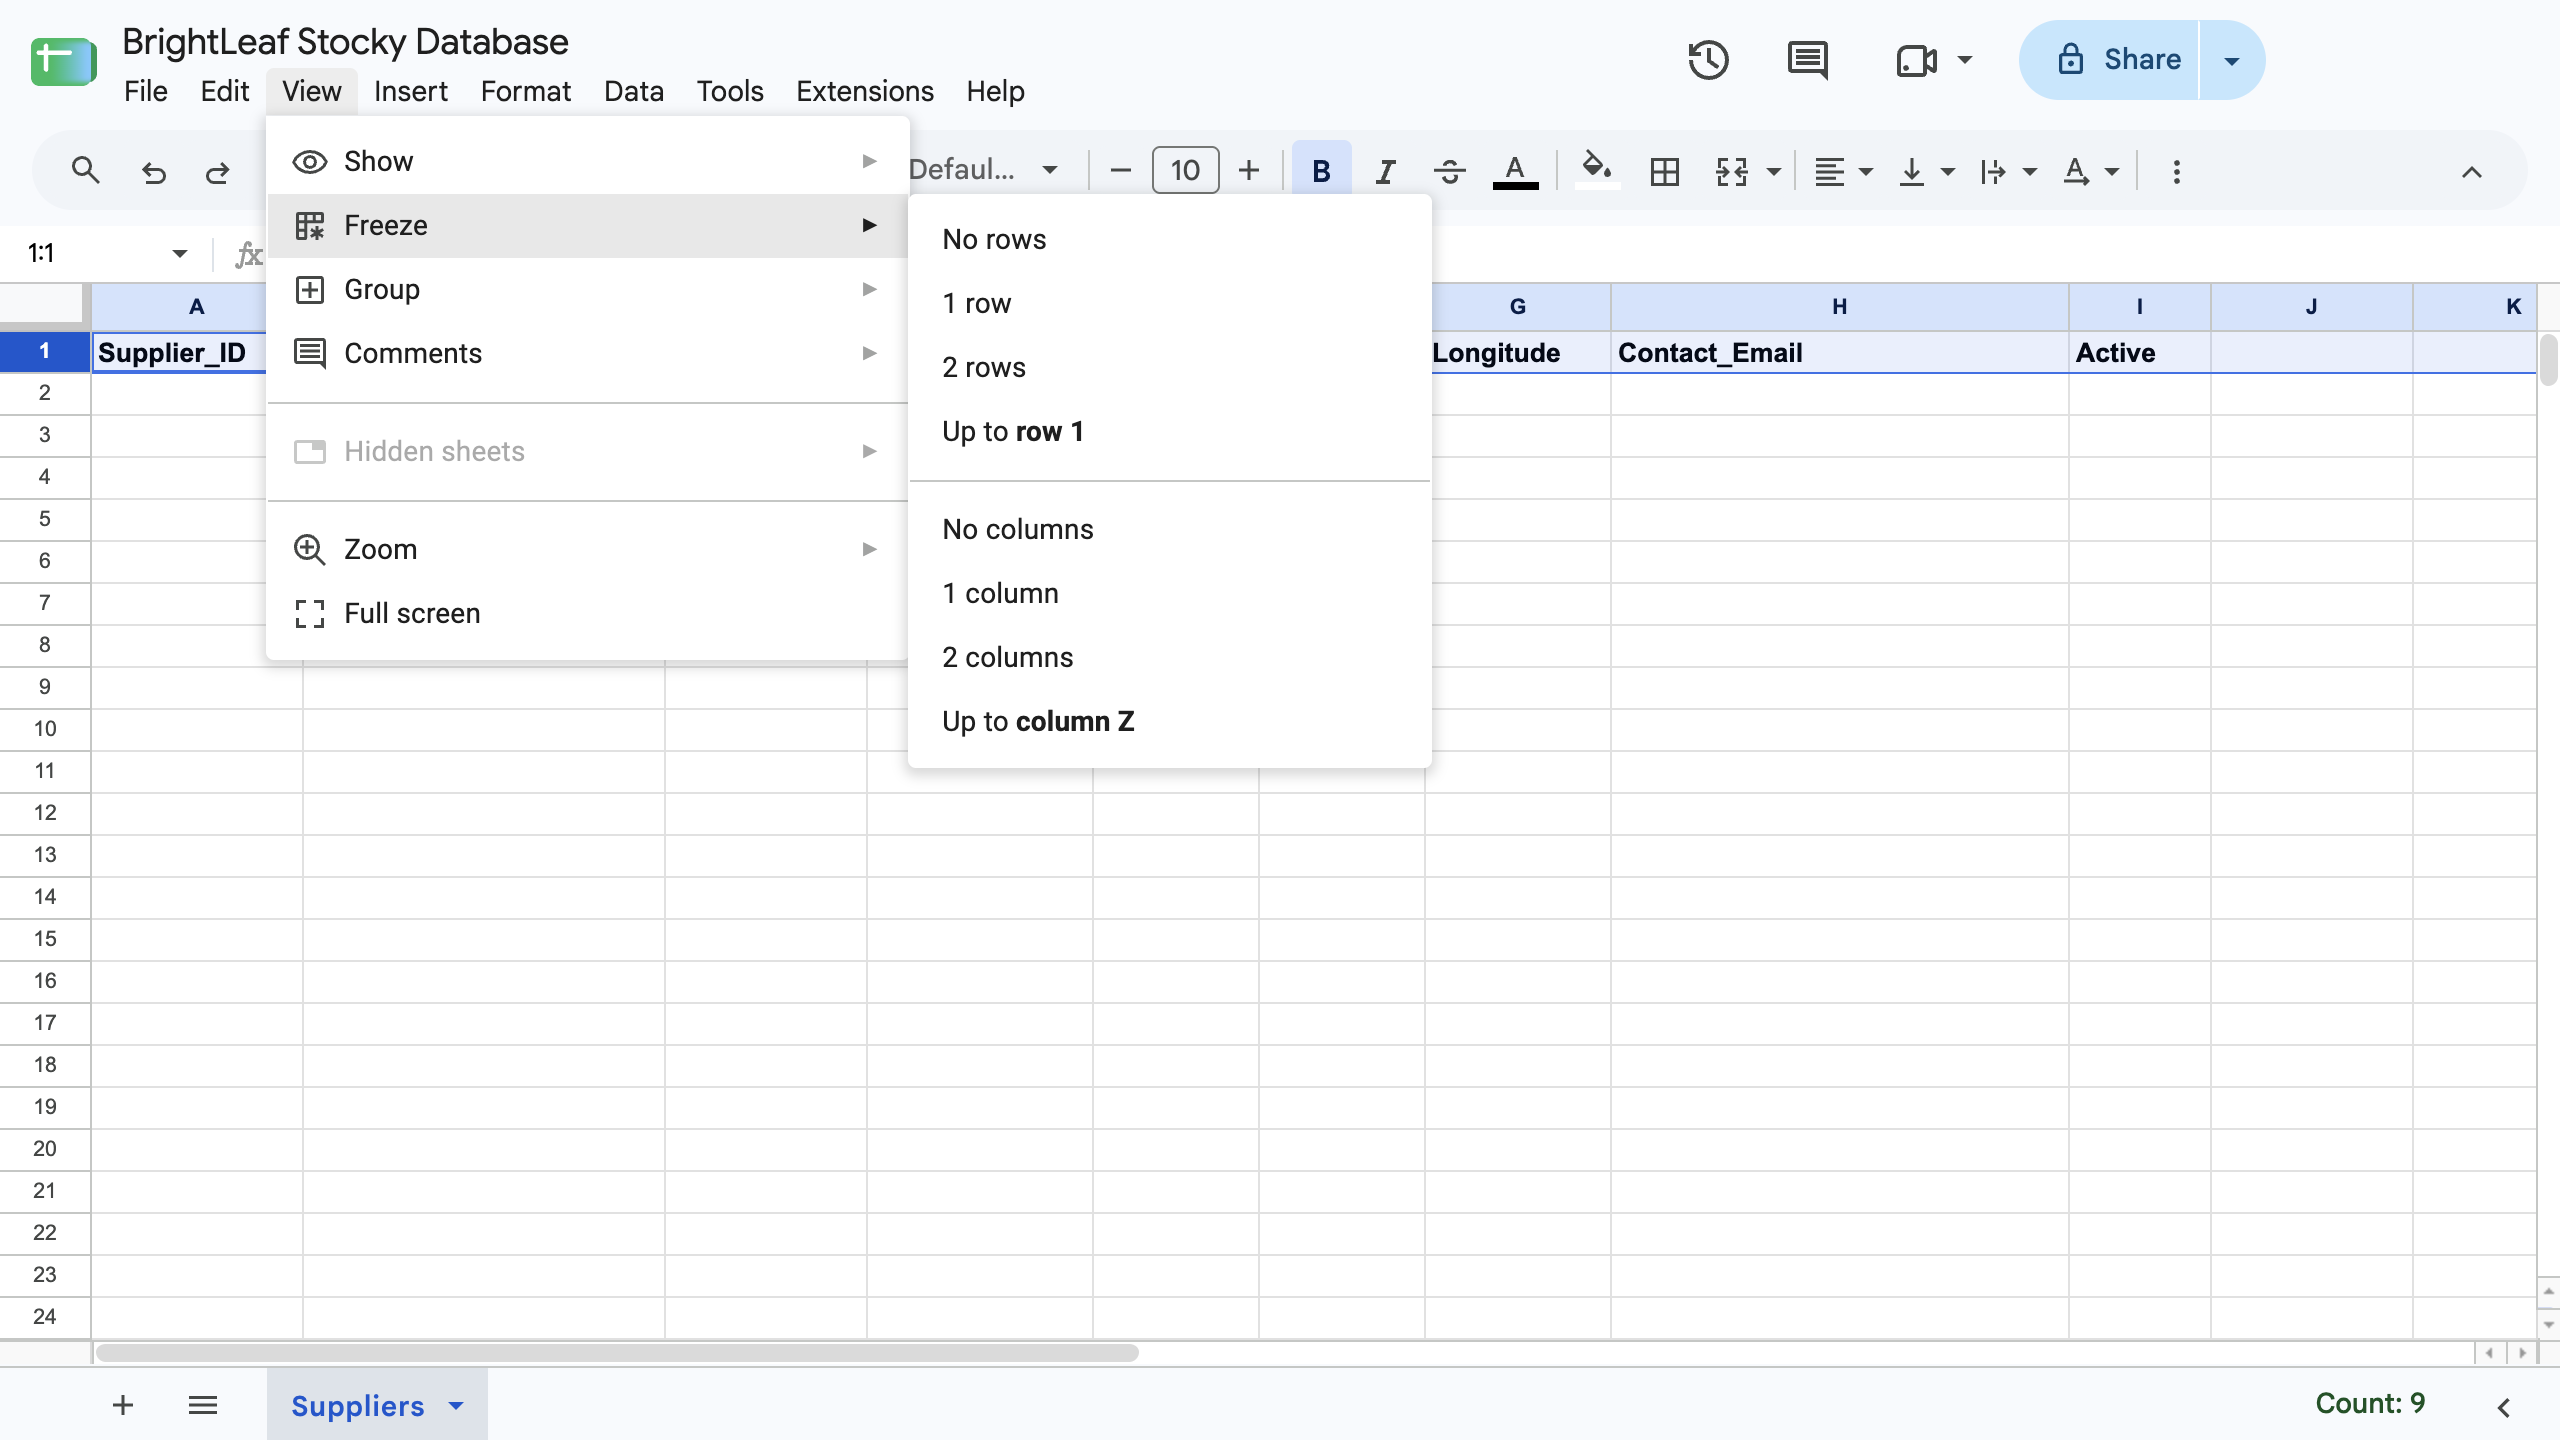 BrightLeaf Stocky Database
File Edit View Insert Format Data Tools Extensions Help
Share
Defaul... 10 B I S A A
1:1 fx
Show
Freeze
Group
Comments
Hidden sheets
Zoom
Full screen
No rows
1 row
2 rows
Up to row 1
No columns
1 column
2 columns
Up to column Z
A G H I J K
1 Supplier_ID Longitude Contact_Email Active
2
3
4
5
6
7
8
9
10
11
12
13
14
15
16
17
18
19
20
21
22
23
24
Suppliers Count: 9